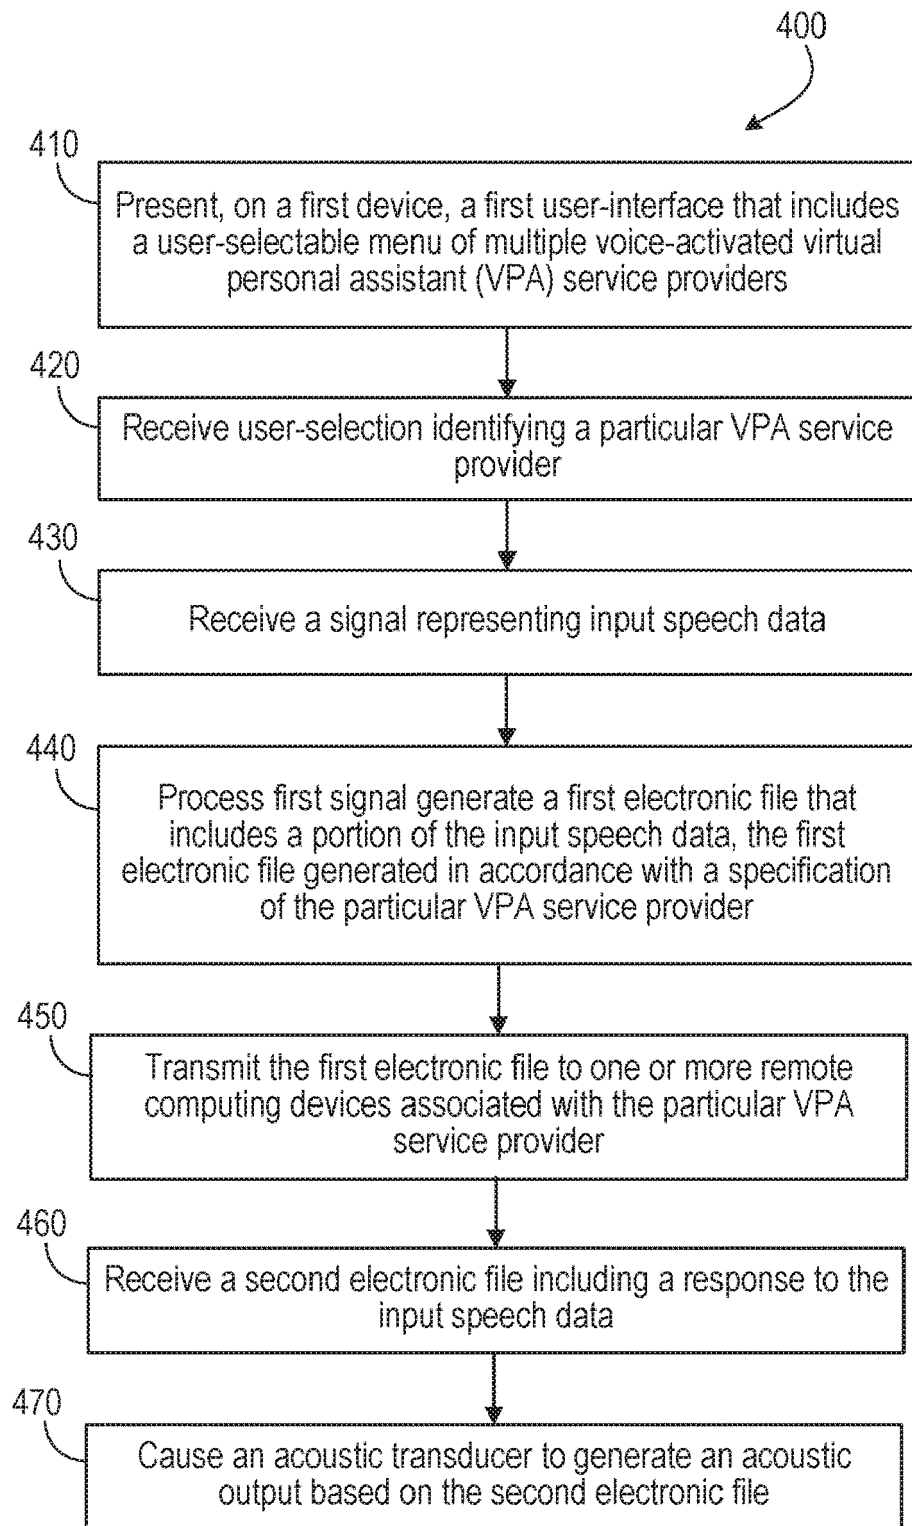 400
410
Present, on a first device, a first user-interface that includes
a user-selectable menu of multiple voice-activated virtual
personal assistant (VPA) service providers
420
Receive user-selection identifying a particular VPA service
provider
430
Receive a signal representing input speech data
440
Process first signal generate a first electronic file that
includes a portion of the input speech data, the first
electronic file generated in accordance with a specification
of the particular VPA service provider
450
Transmit the first electronic file to one or more remote
computing devices associated with the particular VPA
service provider
460
Receive a second electronic file including a response to the
input speech data
470
Cause an acoustic transducer to generate an acoustic
output based on the second electronic file